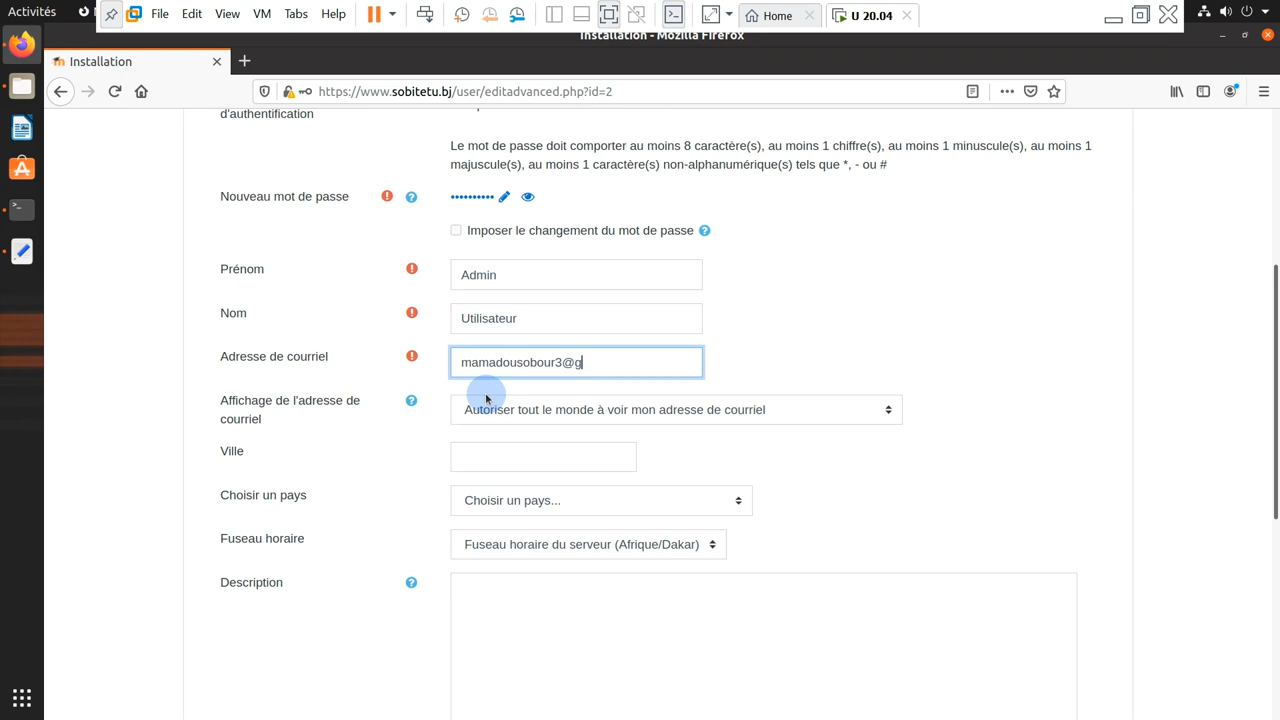 Activités
File Edit View VM Tabs Help
Home
U 20.04
Installation - Mozilla Firefox
Installation
https://www.sobitetu.bj/user/editadvanced.php?id=2
d'authentification
Le mot de passe doit comporter au moins 8 caractère(s), au moins 1 chiffre(s), au moins 1 minuscule(s), au moins 1
majuscule(s), au moins 1 caractère(s) non-alphanumérique(s) tels que *, - ou #
Nouveau mot de passe
••••••••••
Imposer le changement du mot de passe
Prénom
Admin
Nom
Utilisateur
Adresse de courriel
mamadousobour3@g
Affichage de l'adresse de
courriel
Autoriser tout le monde à voir mon adresse de courriel
Ville
Choisir un pays
Choisir un pays...
Fuseau horaire
Fuseau horaire du serveur (Afrique/Dakar)
Description